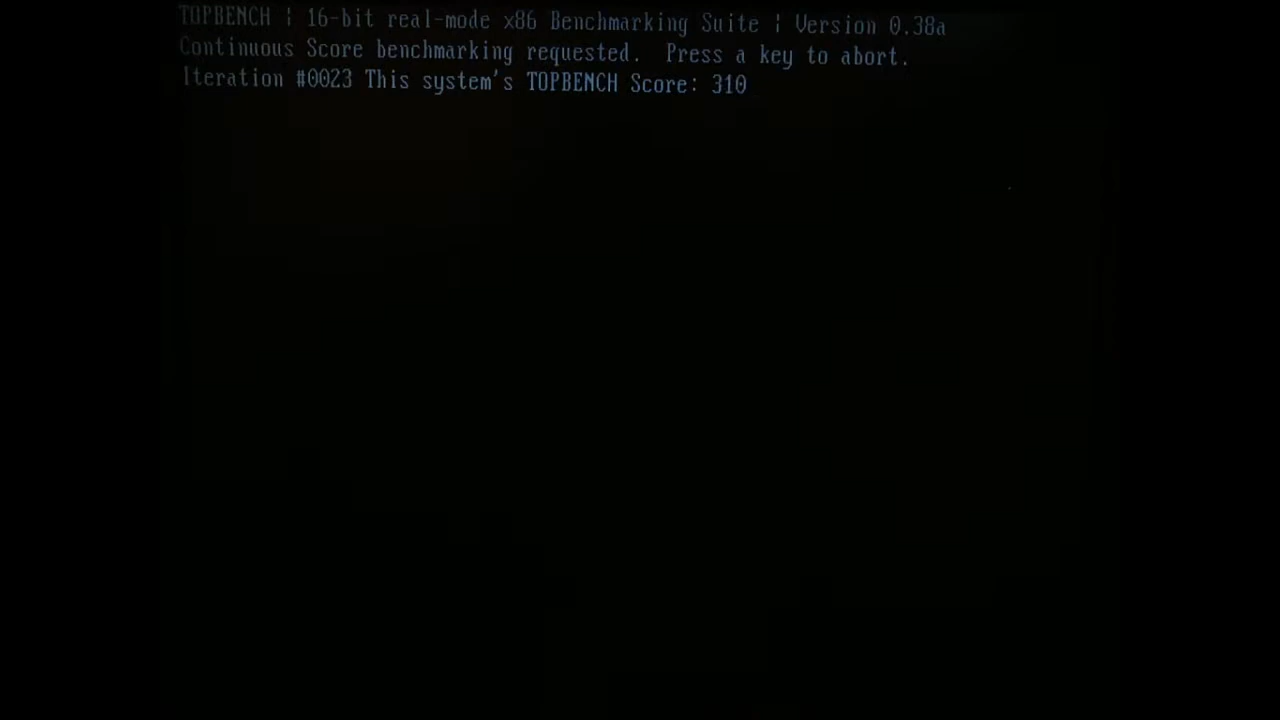 TOPBENCH ¦ 16-bit real-mode x86 Benchmarking Suite ¦ Version 0.38a
Continuous Score benchmarking requested.  Press a key to abort.
Iteration #0023 This system's TOPBENCH Score: 310